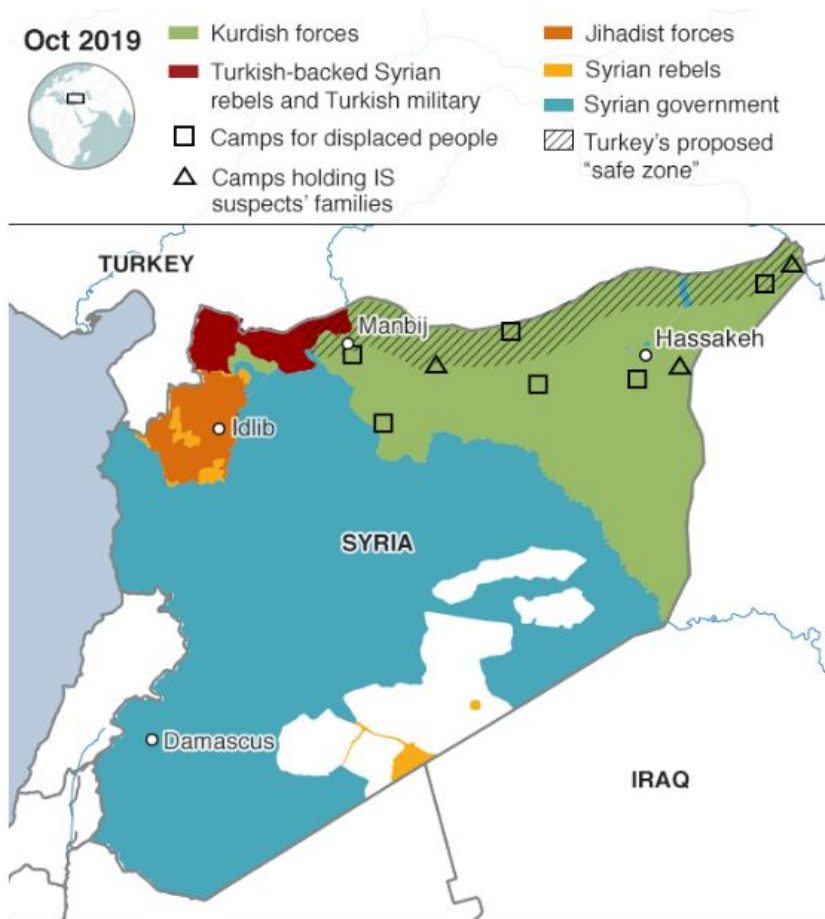 Oct 2019
Kurdish forces
Turkish-backed Syrian
rebels and Turkish military
Camps for displaced people
Camps holding IS
suspects' families
Jihadist forces
Syrian rebels
Syrian government
Turkey's proposed
"safe zone"
TURKEY
Manbij
Hassakeh
Idlib
SYRIA
Damascus
IRAQ